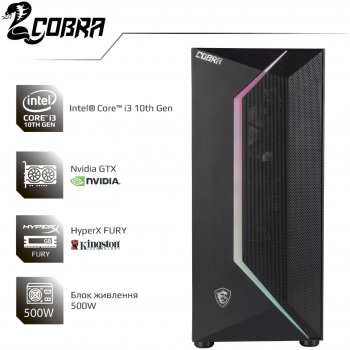 COBRA
COBRA
intel
CORE™ i3
10TH GEN
Intel® Core™ i3 10th Gen
Nvidia GTX
NVIDIA.
HYPERX
FURY
HyperX FURY
Kingston
500W
Блок живлення
500W